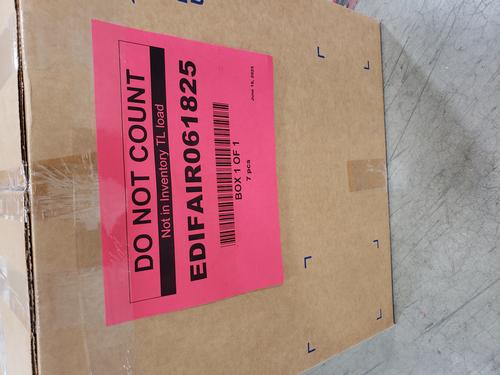 DO NOT COUNT
Not in Inventory TL load
EDIFAIR061825
BOX 1 OF 1
7 pcs
June 18, 2025